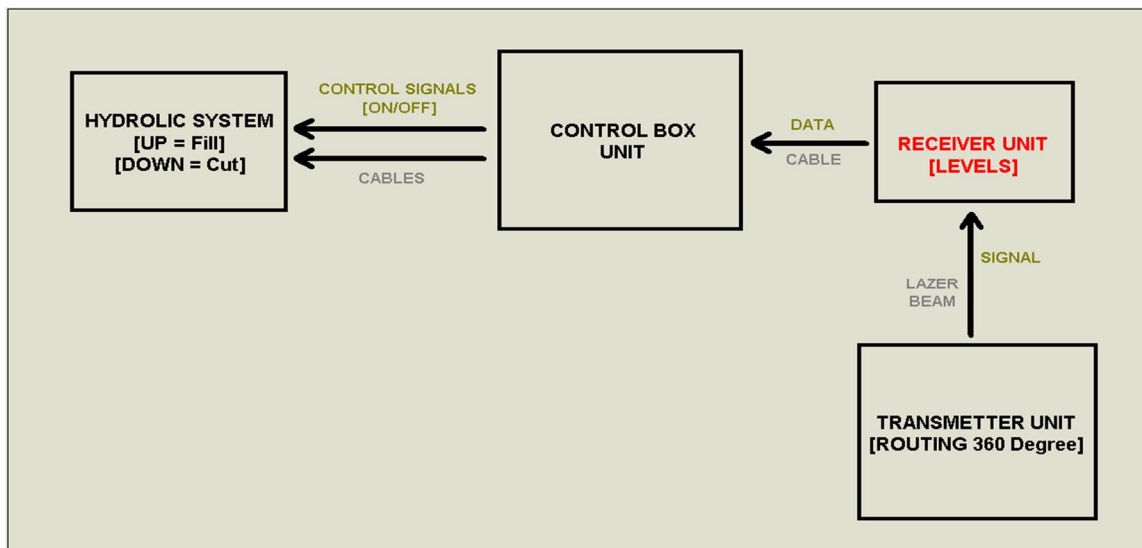 HYDROLIC SYSTEM
[UP = Fill]
[DOWN = Cut]
CONTROL SIGNALS
[ON/OFF]
CABLES
CONTROL BOX
UNIT
DATA
CABLE
RECEIVER UNIT
[LEVELS]
SIGNAL
LAZER
BEAM
TRANSMETTER UNIT
[ROUTING 360 Degree]